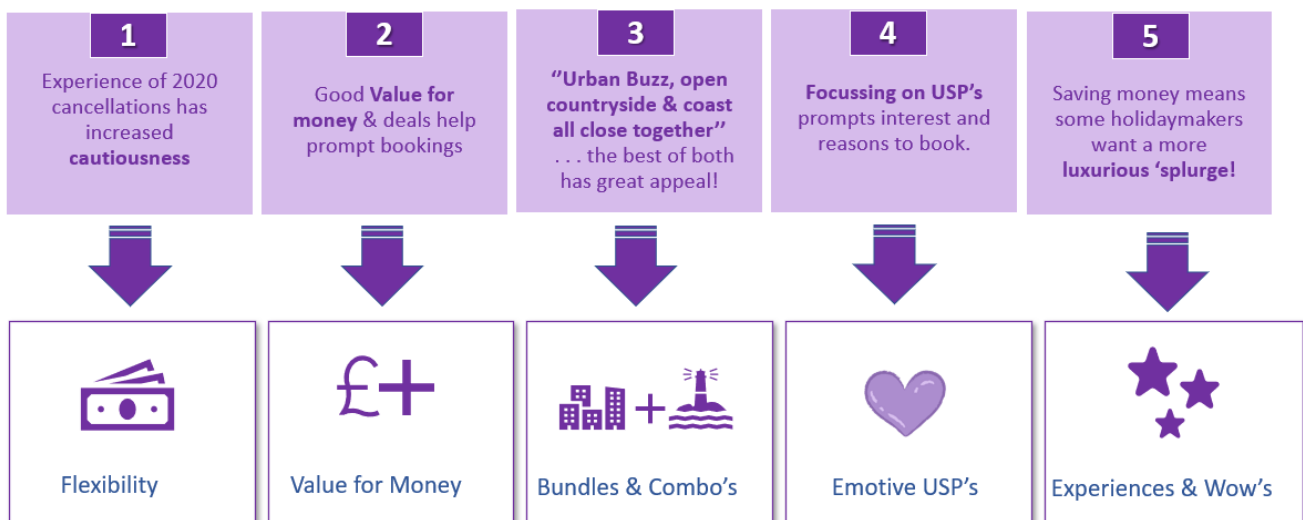 1
Experience of 2020
cancellations has
increased
cautiousness
2
Good Value for
money & deals help
prompt bookings
3
‘’Urban Buzz, open
countryside & coast
all close together’’
. . . the best of both
has great appeal!
4
Focussing on USP’s
prompts interest and
reasons to book.
5
Saving money means
some holidaymakers
want a more
luxurious ‘splurge!
£+
+
Flexibility
Value for Money
Bundles & Combo’s
Emotive USP’s
Experiences & Wow’s